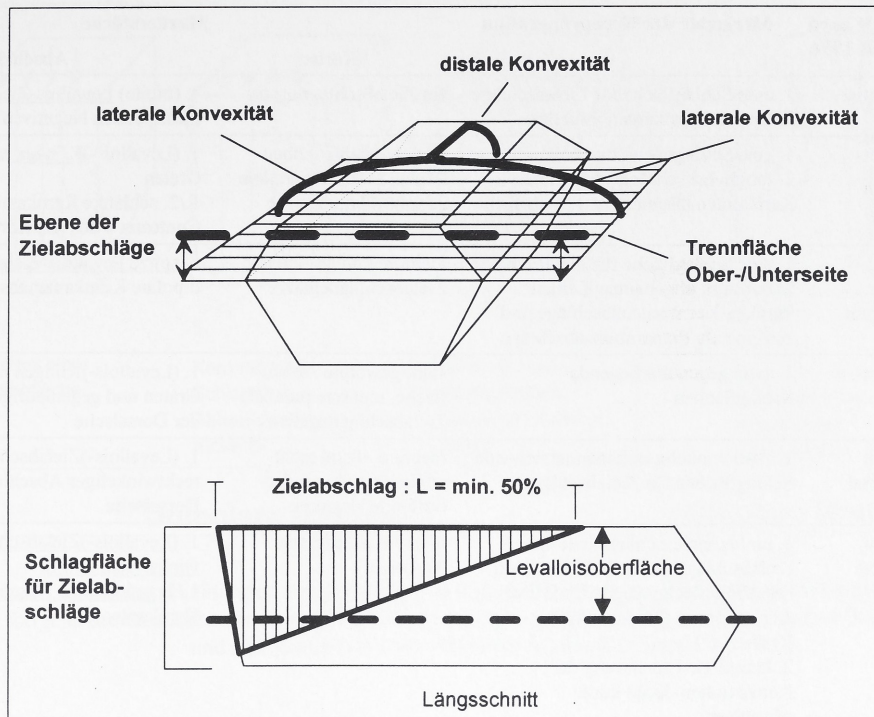 distale Konvexität
laterale Konvexität
laterale Konvexität
Ebene der
Zielabschläge
Trennfläche
Ober-/Unterseite
Zielabschlag : L = min. 50%
Schlagfläche
für Zielab-
schläge
Levalloisoberfläche
Längsschnitt